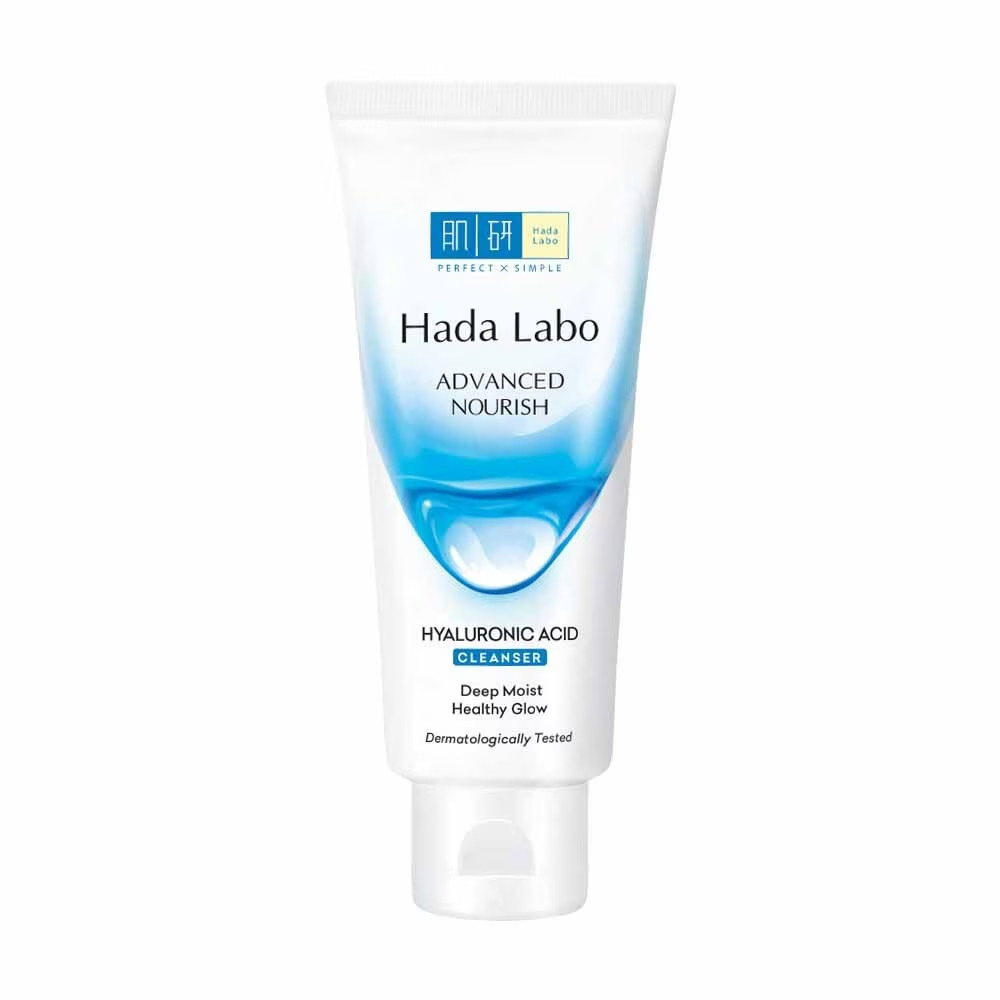 肌研
Hada
Labo
PERFECT × SIMPLE
Hada Labo
ADVANCED
NOURISH
HYALURONIC ACID
CLEANSER
Deep Moist
Healthy Glow
Dermatologically Tested